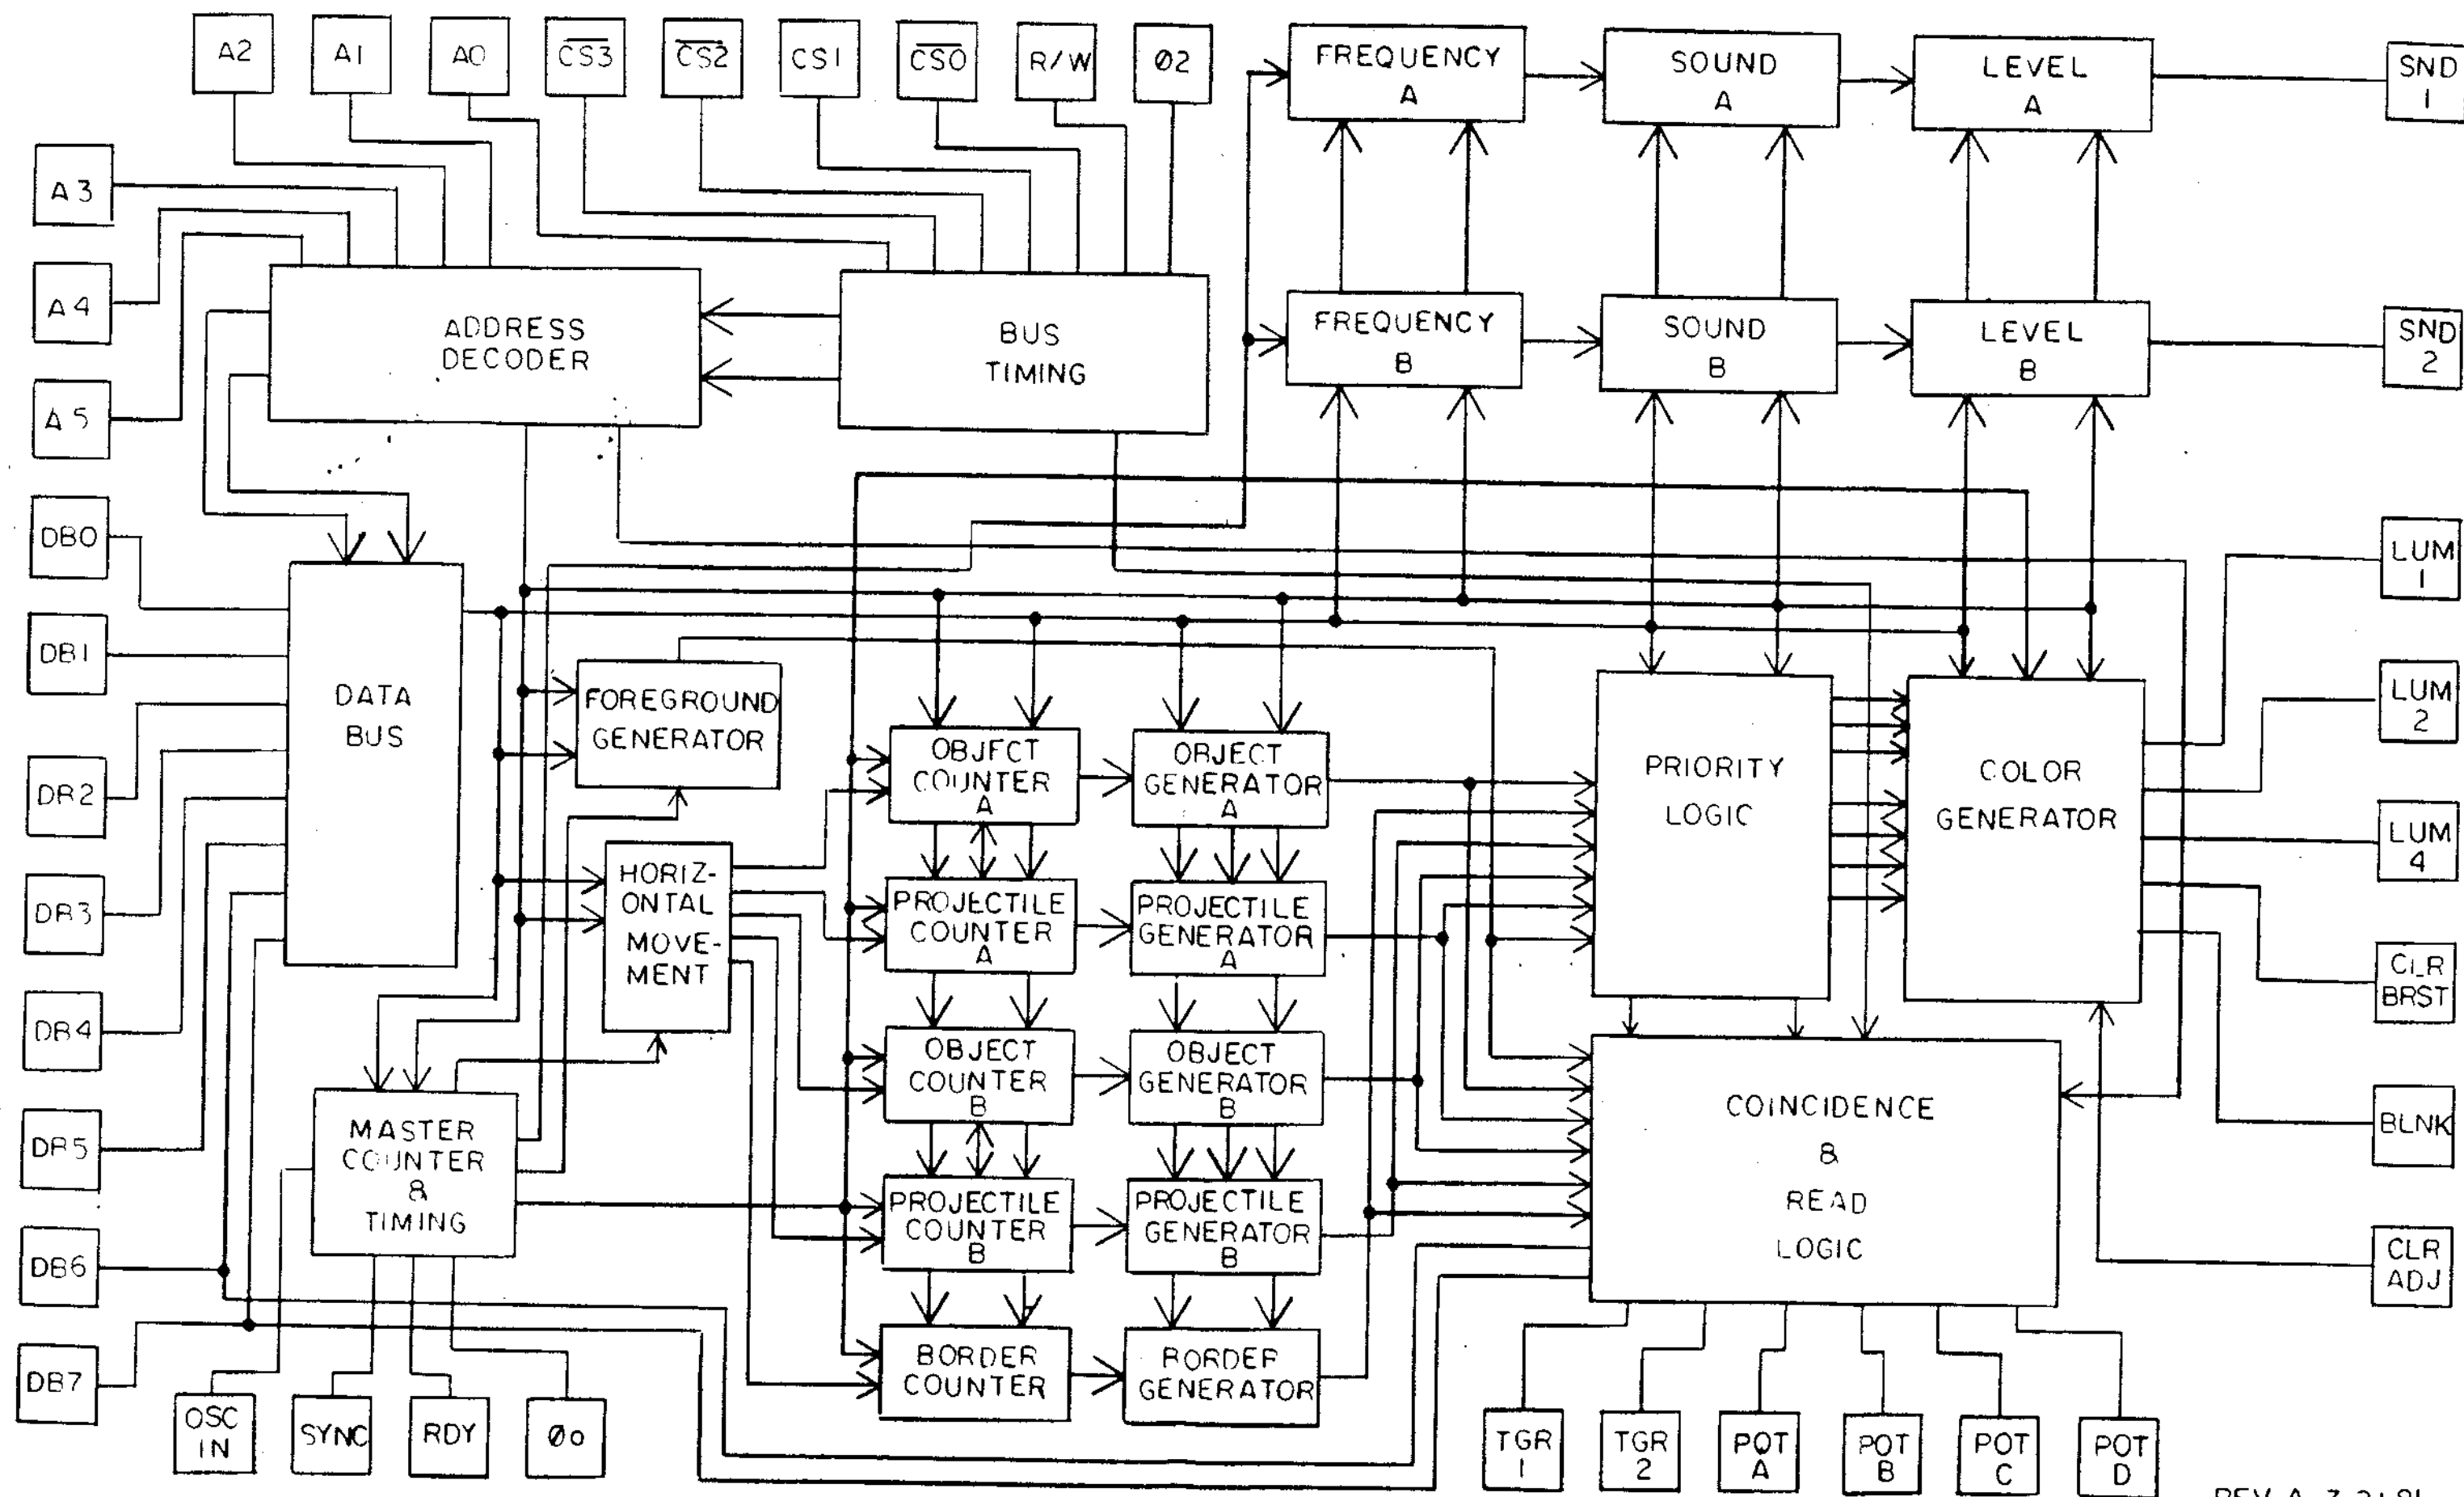 A2
A1
A0
CS3
CS2
CS1
CS0
R/W
Ø2
FREQUENCY
A
SOUND
A
LEVEL
A
SND
1
A3
A4
A5
ADDRESS
DECODER
BUS
TIMING
FREQUENCY
B
SOUND
B
LEVEL
B
SND
2
DB0
DB1
DB2
DB3
DB4
DB5
DB6
DB7
DATA
BUS
FOREGROUND
GENERATOR
HORIZ-
ONTAL
MOVE-
MENT
MASTER
COUNTER
&
TIMING
OSC
IN
SYNC
RDY
Øo
OBJECT
COUNTER
A
OBJECT
GENERATOR
A
PROJECTILE
COUNTER
A
PROJECTILE
GENERATOR
A
OBJECT
COUNTER
B
OBJECT
GENERATOR
B
PROJECTILE
COUNTER
B
PROJECTILE
GENERATOR
B
BORDER
COUNTER
BORDER
GENERATOR
PRIORITY
LOGIC
COLOR
GENERATOR
COINCIDENCE
&
READ
LOGIC
LUM
1
LUM
2
LUM
4
CLR
BRST
BLNK
CLR
ADJ
TGR
1
TGR
2
POT
A
POT
B
POT
C
POT
D
REV A